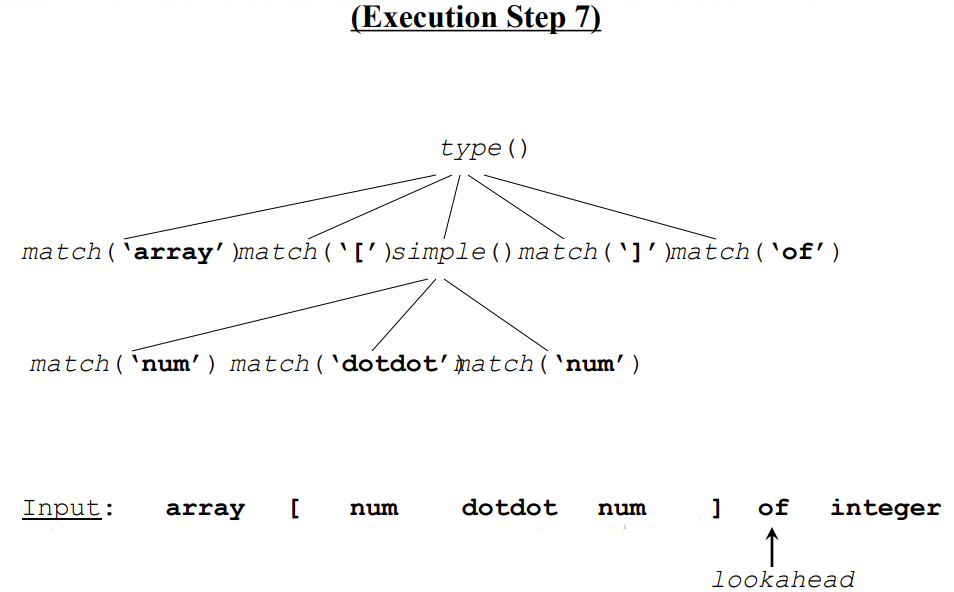 (Execution Step 7)
type()
match(‘array’)match(‘[’)simple()match(‘]’)match(‘of’)
match(‘num’) match(‘dotdot’)match(‘num’)
Input: array [ num dotdot num ] of integer
lookahead